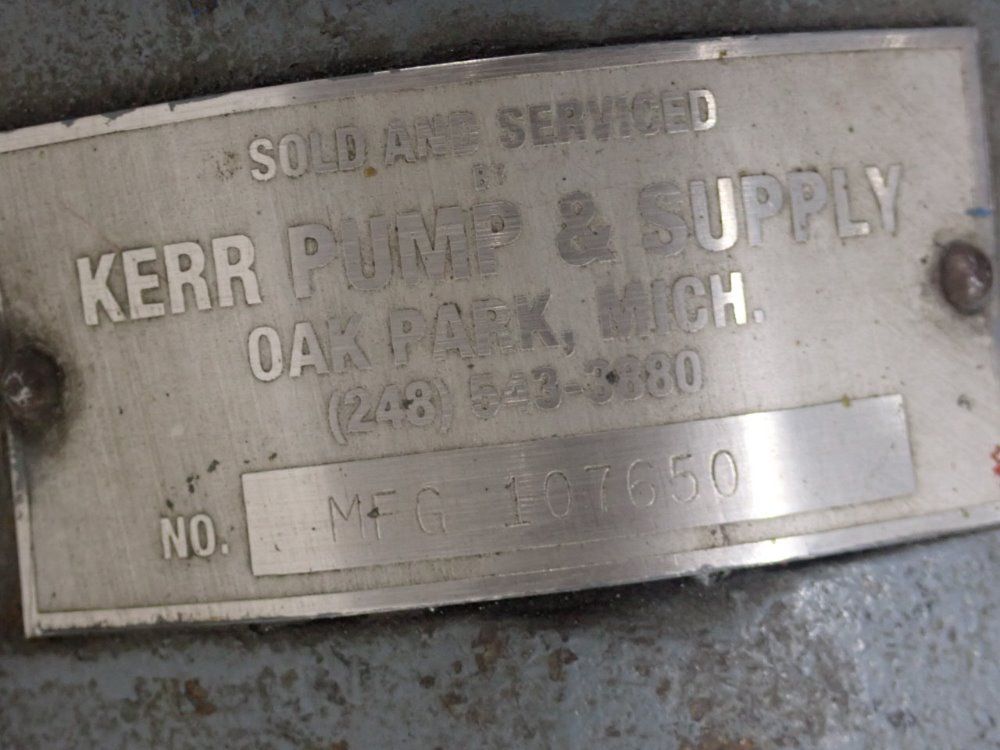 SOLD AND SERVICED
BY
KERR PUMP & SUPPLY
OAK PARK, MICH.
(248) 543-3880
NO. MFG 107650